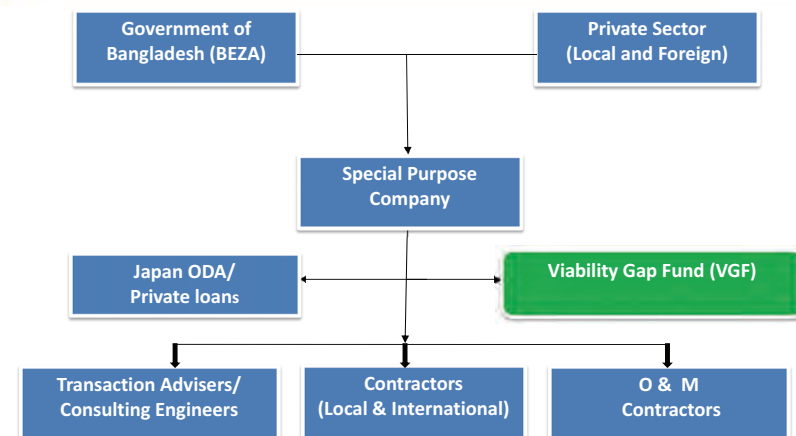 Government of
Bangladesh (BEZA)
Private Sector
(Local and Foreign)
Special Purpose
Company
Japan ODA/
Private loans
Viability Gap Fund (VGF)
Transaction Advisers/
Consulting Engineers
Contractors
(Local & International)
O & M
Contractors